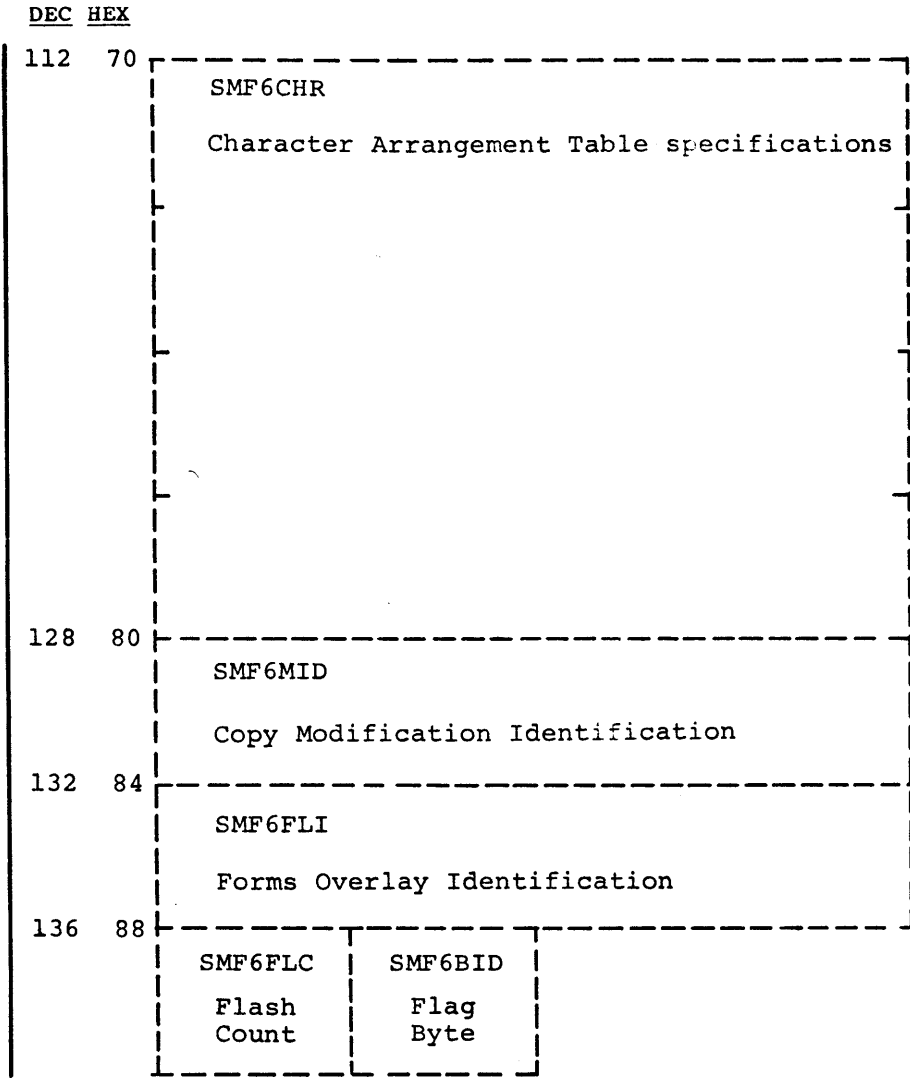 DEC HEX
112 70
SMF6CHR
Character Arrangement Table specifications
128 80
SMF6MID
Copy Modification Identification
132 84
SMF6FLI
Forms Overlay Identification
136 88
SMF6FLC SMF6BID
Flash Flag
Count Byte